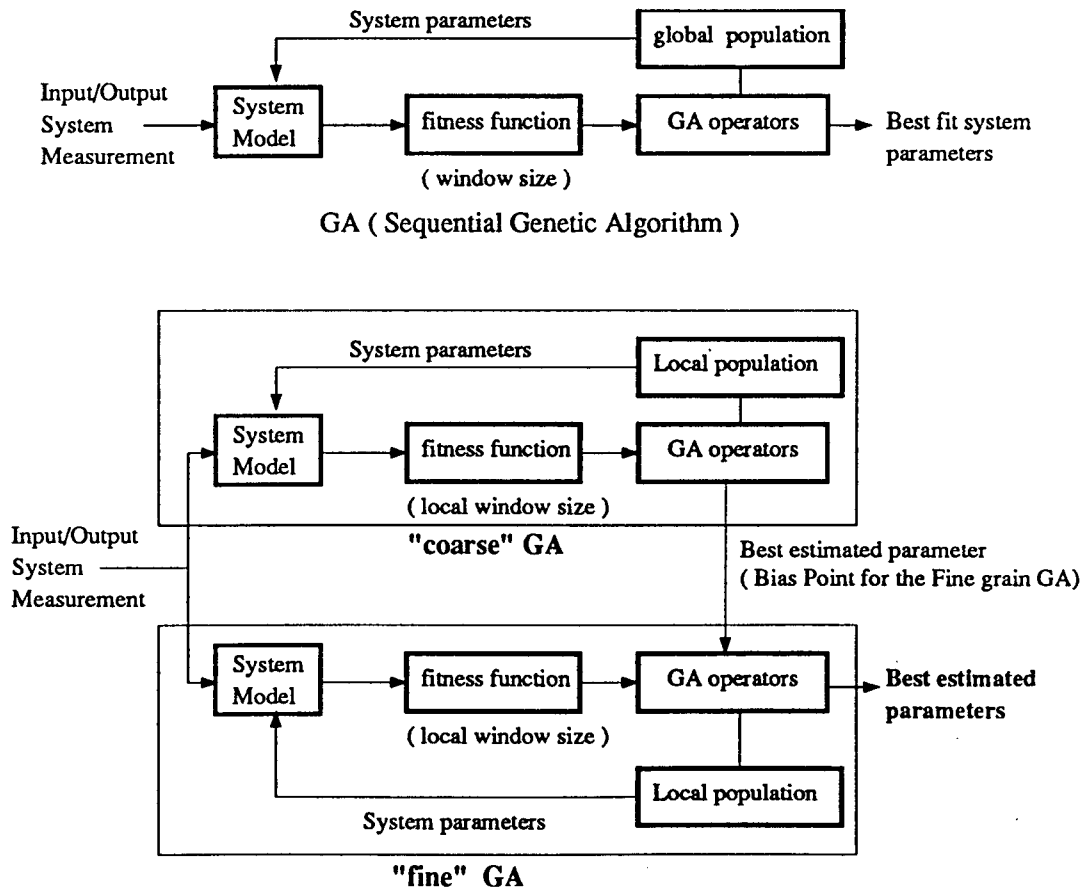 System parameters
global population
Input/Output
System
Measurement
System
Model
fitness function
GA operators
Best fit system
parameters
( window size )
GA ( Sequential Genetic Algorithm )
System parameters
Local population
System
Model
fitness function
GA operators
( local window size )
"coarse" GA
Input/Output
System
Measurement
Best estimated parameter
( Bias Point for the Fine grain GA)
System
Model
fitness function
GA operators
Best estimated
parameters
( local window size )
Local population
System parameters
"fine" GA